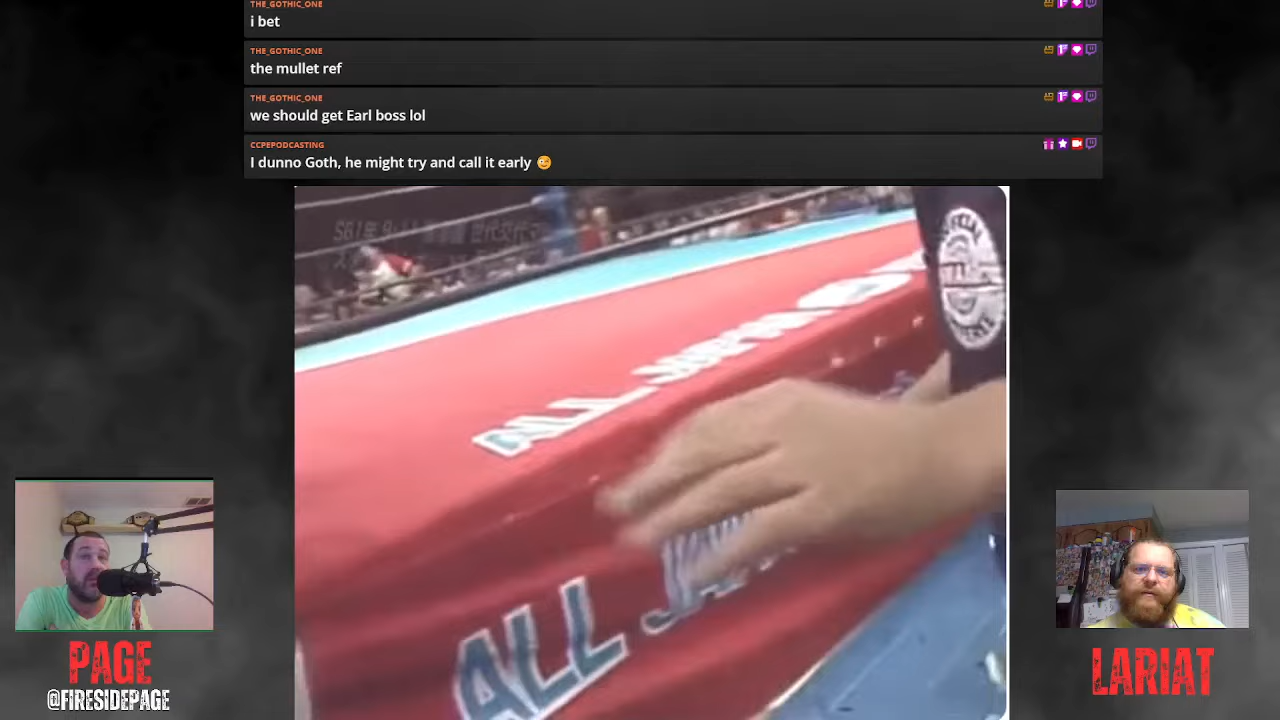 THE_GOTHIC_ONE
i bet
THE_GOTHIC_ONE
the mullet ref
THE_GOTHIC_ONE
we should get Earl boss lol
CCPEPODCASTING
I dunno Goth, he might try and call it early
ALL
ALL
PAGE
@FIRESIDEPAGE
LARIAT